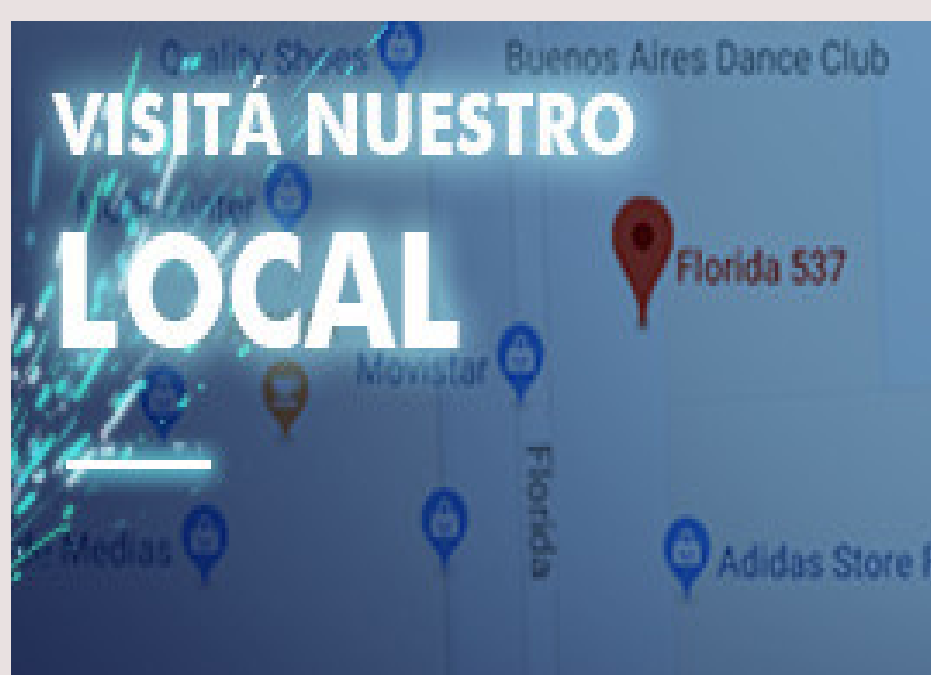 Quality Shoes
Buenos Aires Dance Club
VISITÁ NUESTRO
LOCAL
Florida 537
Movistar
Florida
Medias
Adidas Store